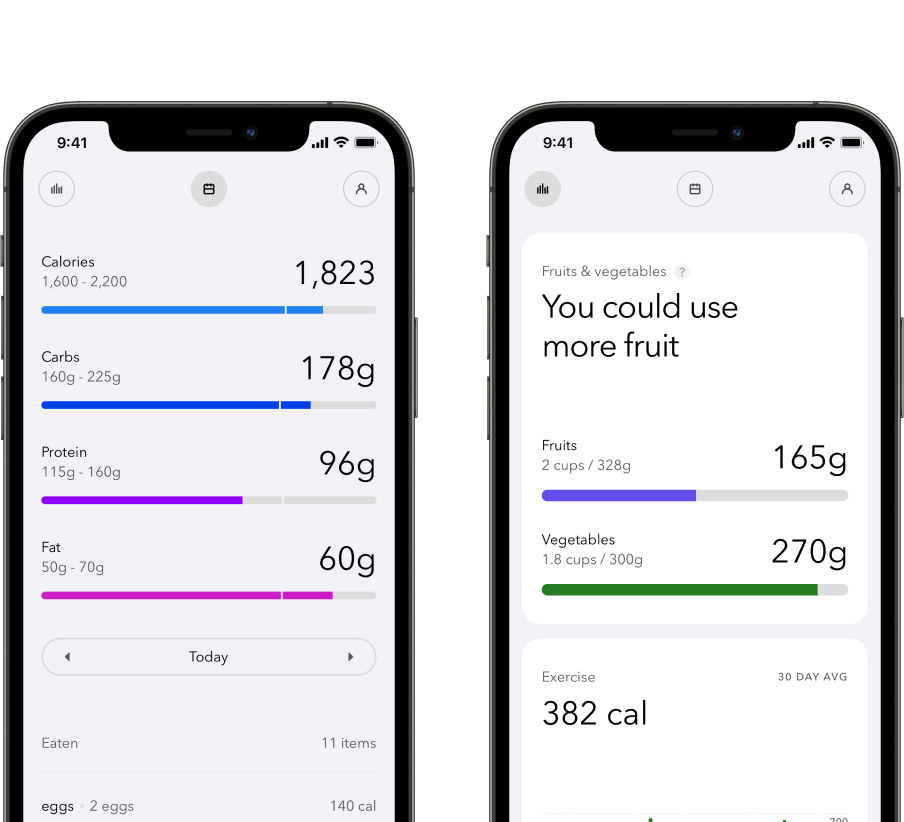 9:41
Calories
1,600 - 2,200
1,823
Carbs
160g - 225g
178g
Protein
115g - 160g
96g
Fat
50g - 70g
60g
Today
Eaten
11 items
eggs · 2 eggs
140 cal
9:41
Fruits & vegetables ?
You could use
more fruit
Fruits
2 cups / 328g
165g
Vegetables
1.8 cups / 300g
270g
Exercise
30 DAY AVG
382 cal
700